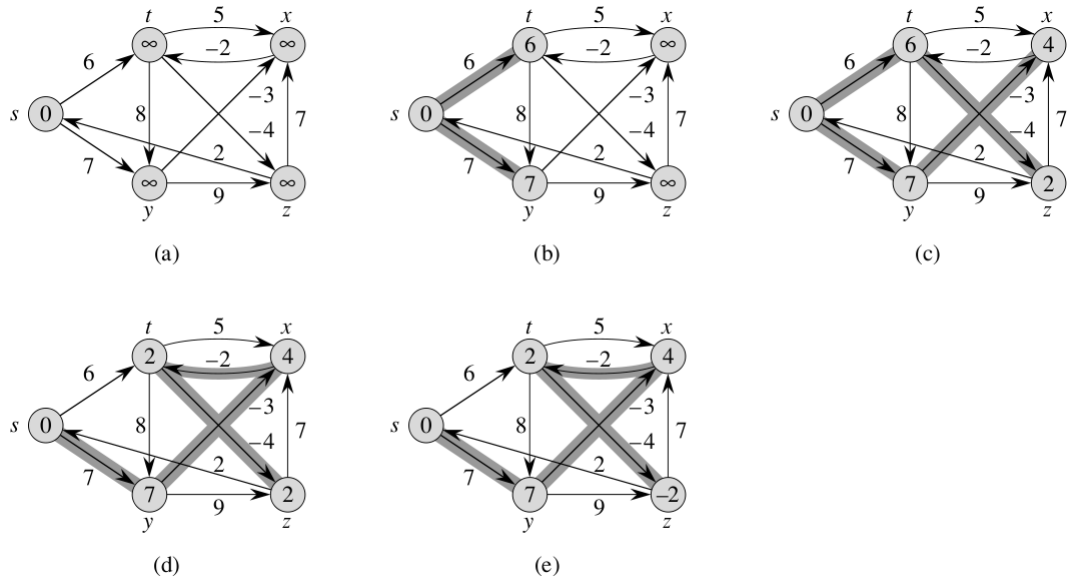 t 5 x
∞ –2 ∞
6
–3
s 0 8 7
–4
7 2
∞ 9 ∞
y z
(a)
t 5 x
6 –2 ∞
6
–3
s 0 8 7
–4
7 2
7 9 ∞
y z
(b)
t 5 x
6 –2 4
6
–3
s 0 8 7
–4
7 2
7 9 2
y z
(c)
t 5 x
2 –2 4
6
–3
s 0 8 7
–4
7 2
7 9 2
y z
(d)
t 5 x
2 –2 4
6
–3
s 0 8 7
–4
7 2
7 9 –2
y z
(e)